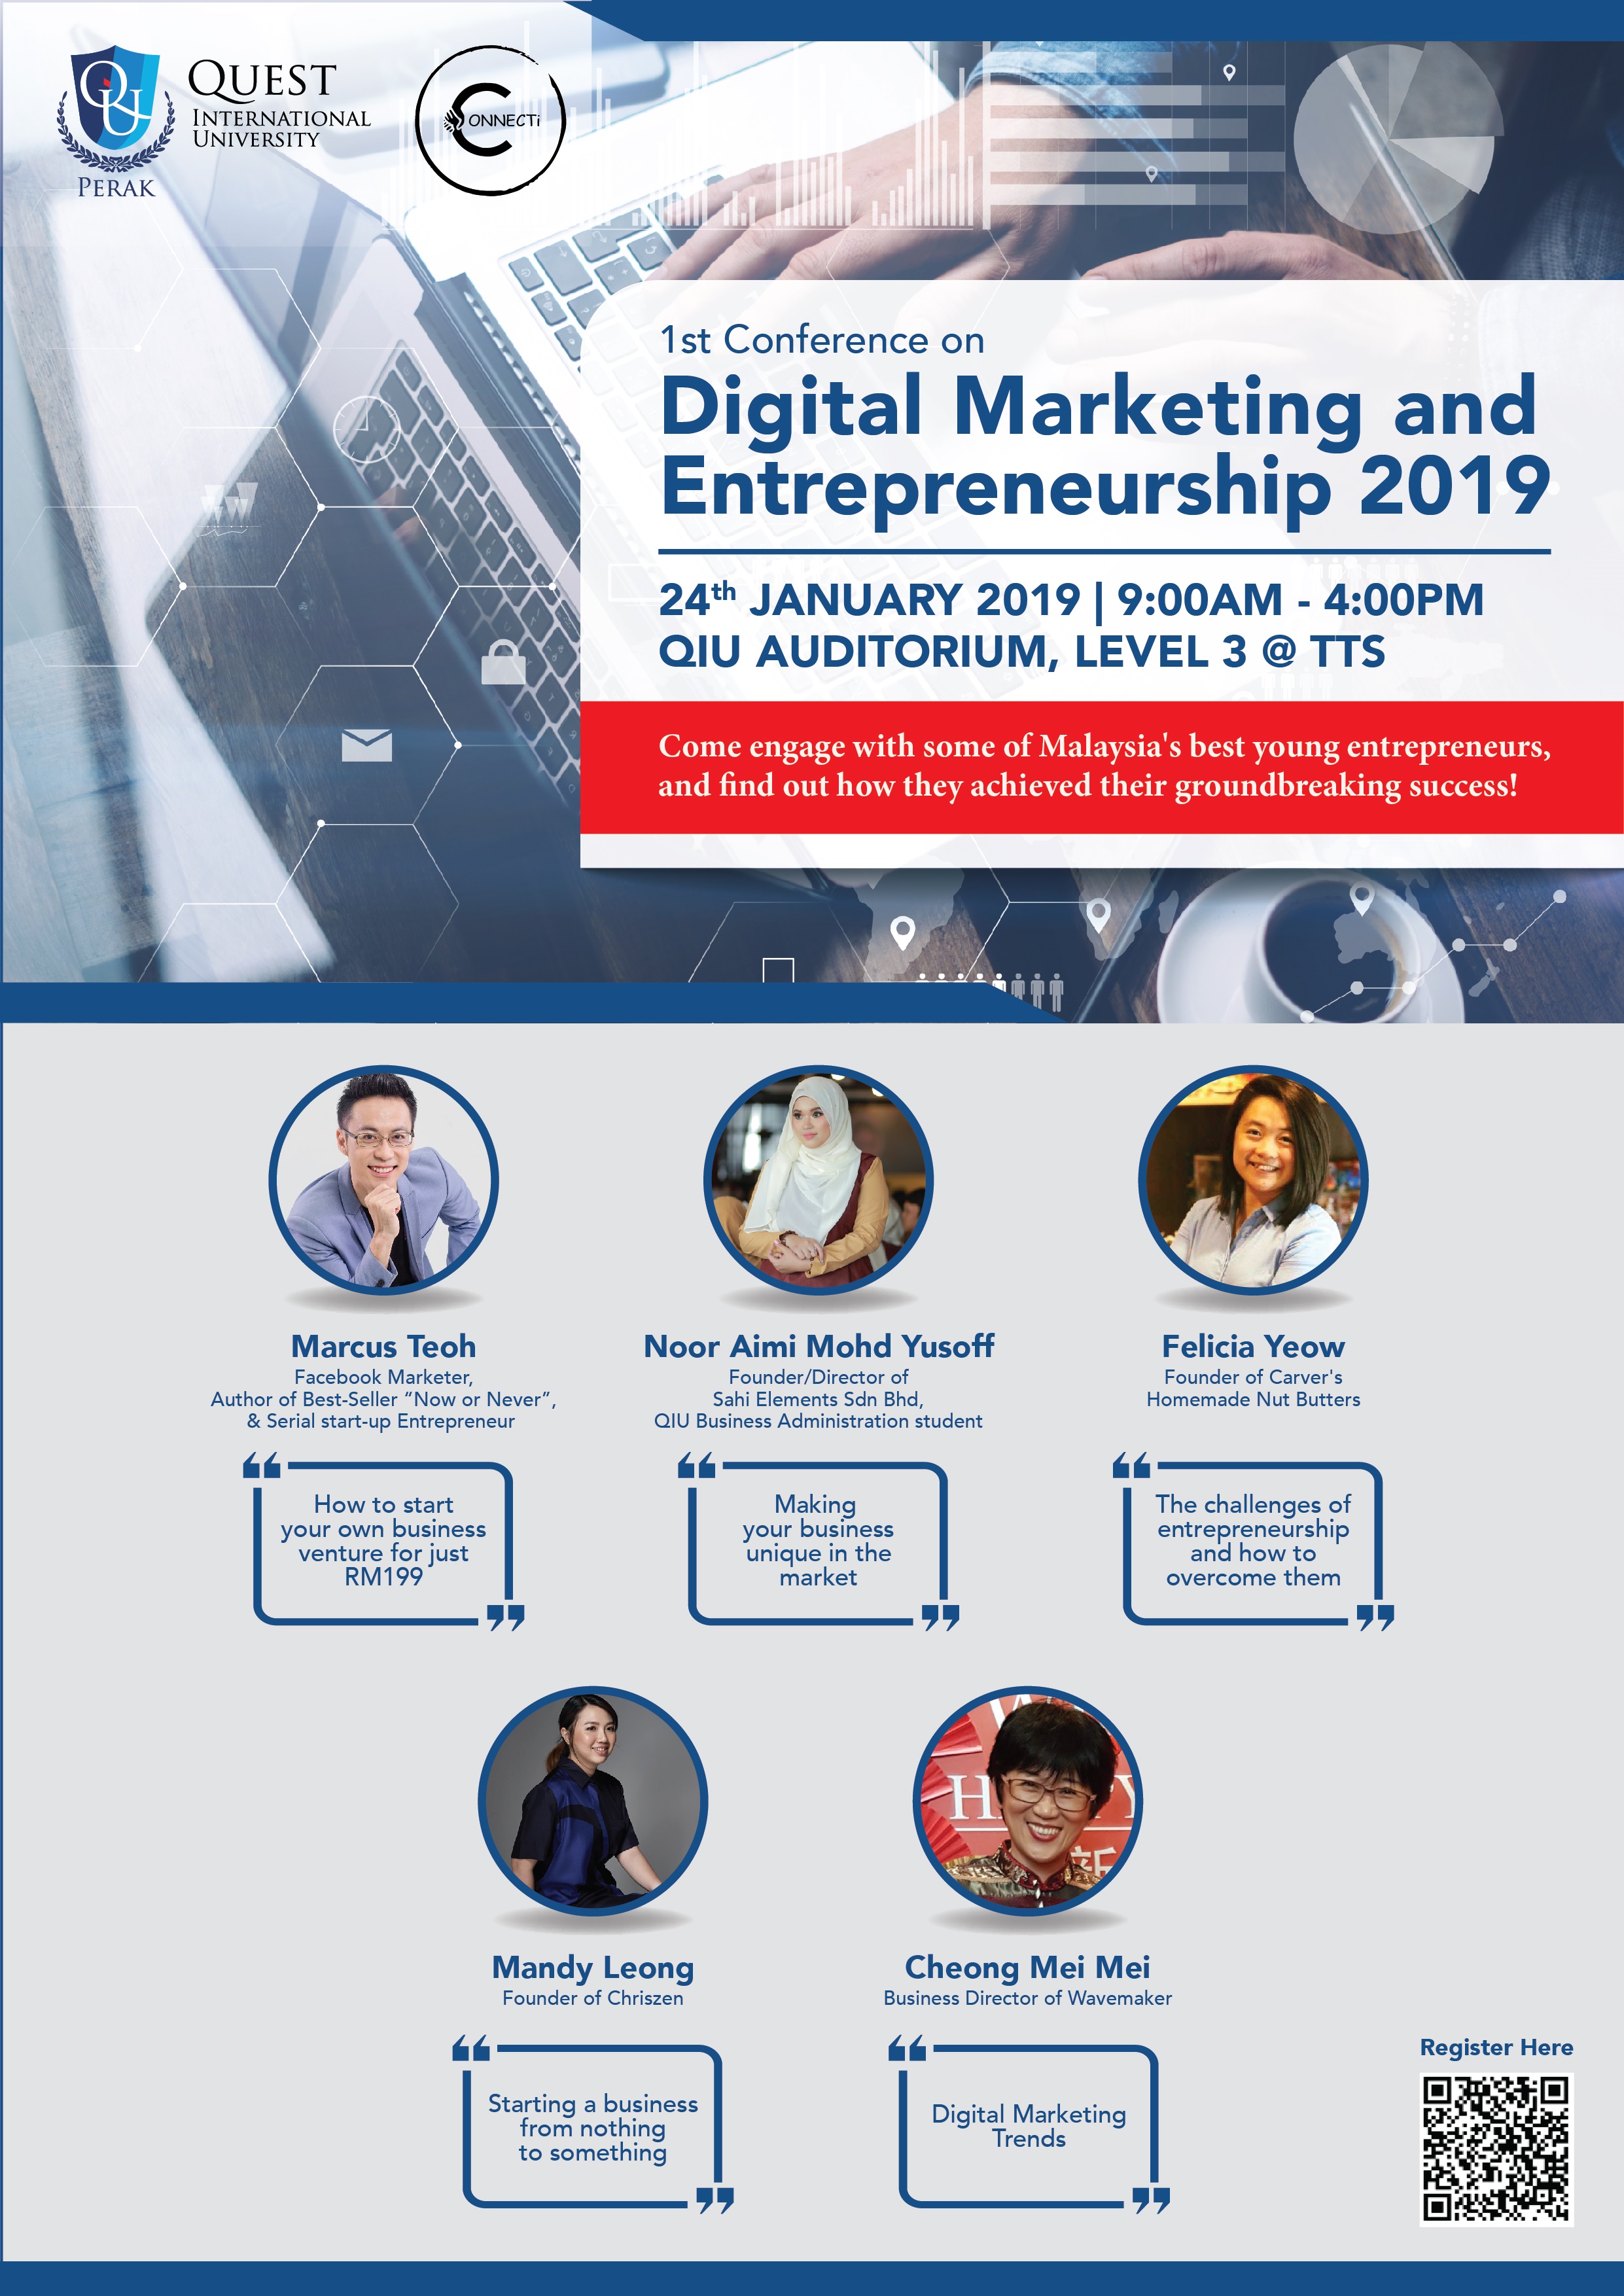 QU
QUEST
INTERNATIONAL
UNIVERSITY
PERAK
CONNECTi
1st Conference on
Digital Marketing and
Entrepreneurship 2019
24th JANUARY 2019 | 9:00AM - 4:00PM
QIU AUDITORIUM, LEVEL 3 @ TTS
Come engage with some of Malaysia's best young entrepreneurs,
and find out how they achieved their groundbreaking success!
Marcus Teoh
Facebook Marketer,
Author of Best-Seller “Now or Never”,
& Serial start-up Entrepreneur
How to start
your own business
venture for just
RM199
Noor Aimi Mohd Yusoff
Founder/Director of
Sahi Elements Sdn Bhd,
QIU Business Administration student
Making
your business
unique in the
market
Felicia Yeow
Founder of Carver's
Homemade Nut Butters
The challenges of
entrepreneurship
and how to
overcome them
Mandy Leong
Founder of Chriszen
Starting a business
from nothing
to something
Cheong Mei Mei
Business Director of Wavemaker
Digital Marketing
Trends
Register Here